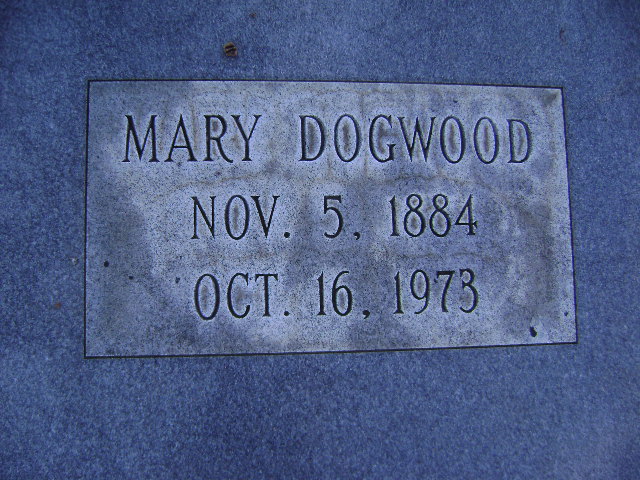 MARY DOGWOOD
NOV. 5, 1884
OCT. 16, 1973